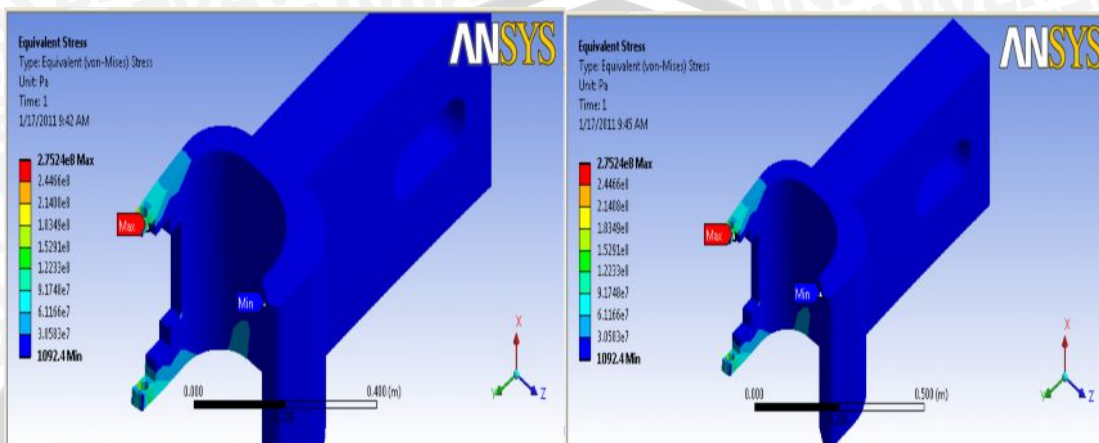 Equivalent Stress
Type: Equivalent (von-Mises) Stress
Unit: Pa
Time: 1
1/17/2011 9:42 AM
ANSYS
2.7524e8 Max
2.4466e8
2.1408e8
1.8349e8
1.5291e8
1.2233e8
9.1748e7
6.1166e7
3.0583e7
1092.4 Min
Max
Min
0.000
0.400 (m)
X
Y
Z
Equivalent Stress
Type: Equivalent (von-Mises) Stress
Unit: Pa
Time: 1
1/17/2011 9:45 AM
ANSYS
2.7524e8 Max
2.4466e8
2.1408e8
1.8349e8
1.5291e8
1.2233e8
9.1748e7
6.1166e7
3.0583e7
1092.4 Min
Max
Min
0.000
0.500 (m)
X
Y
Z